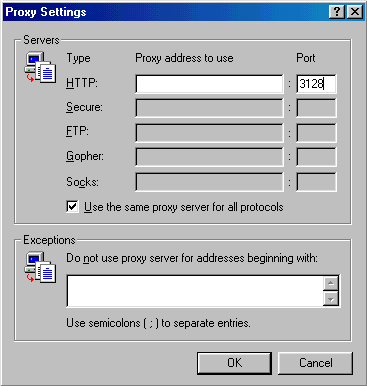 Proxy Settings
Servers
Type Proxy address to use Port
HTTP: : 3128
Secure: :
FTP: :
Gopher: :
Socks: :
Use the same proxy server for all protocols
Exceptions
Do not use proxy server for addresses beginning with:
Use semicolons ( ; ) to separate entries.
OK Cancel